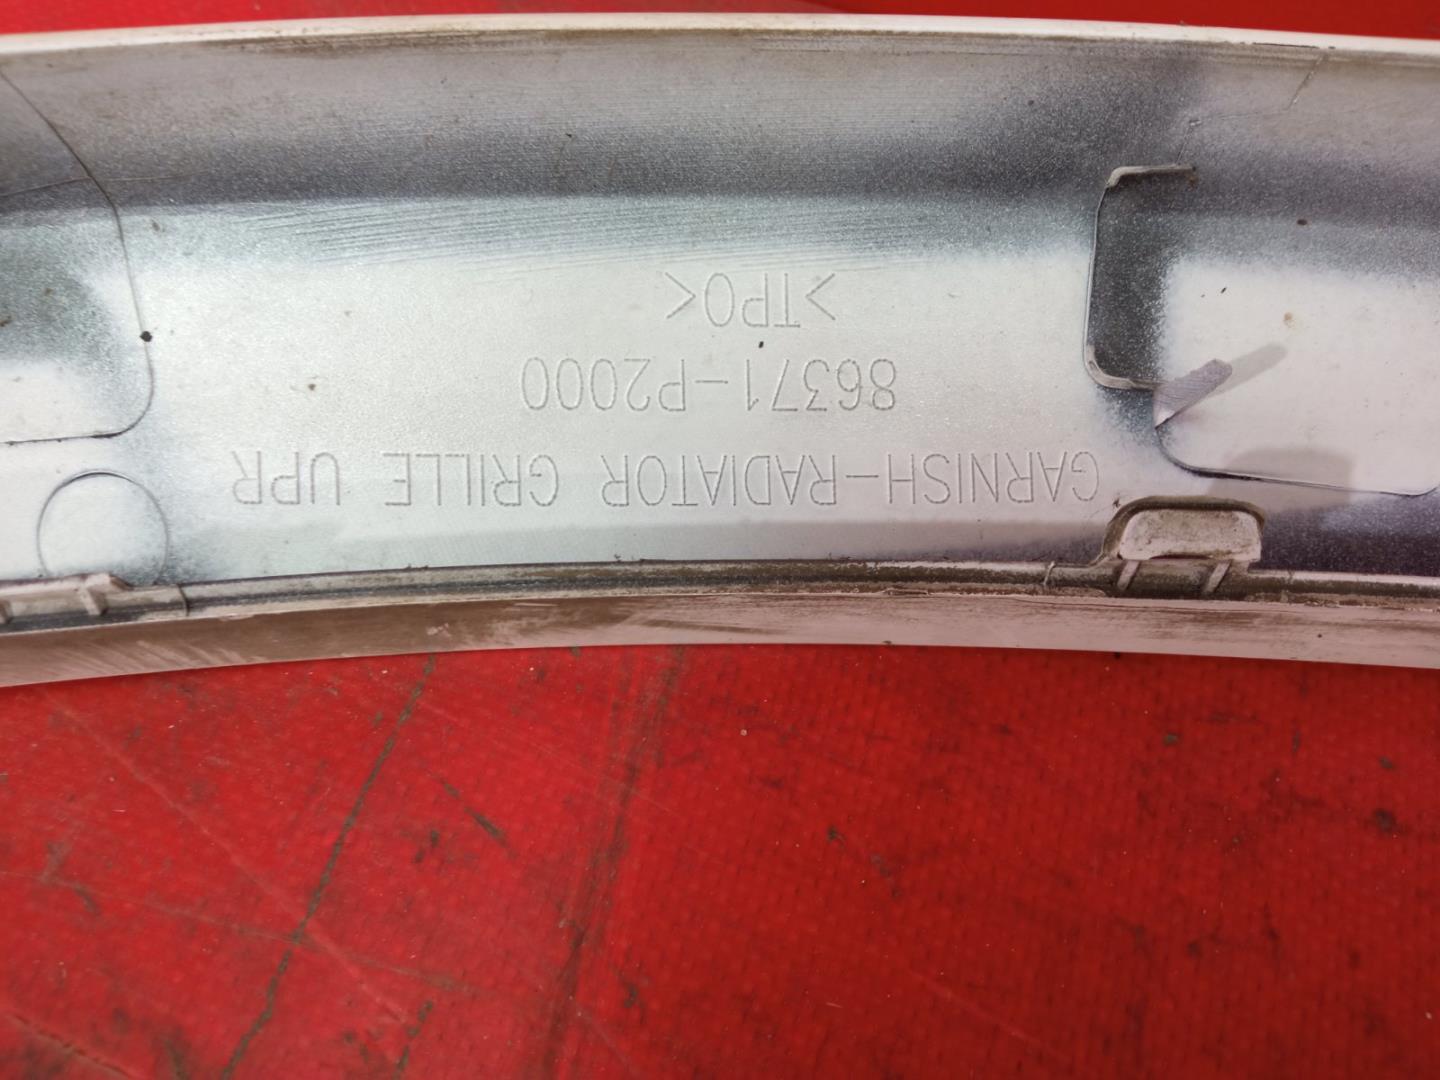 GARNISH-RADIATOR GRILLE UPR
86371-P2000
>TPO<